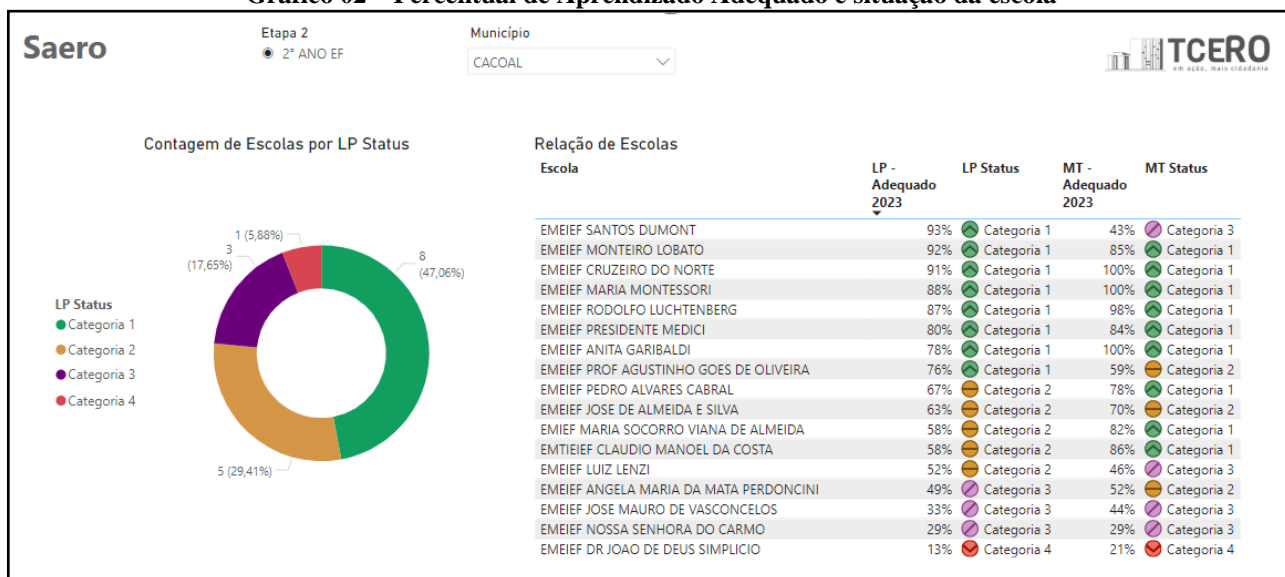 Gráfico 02 – Percentual de Aprendizado Adequado e situação da escola
Saero
Etapa 2
2° ANO EF
Município
CACOAL
TCERO
em ação, mais cidadania
Contagem de Escolas por LP Status
1 (5,88%)
3
(17,65%)
8
(47,06%)
5 (29,41%)
LP Status
Categoria 1
Categoria 2
Categoria 3
Categoria 4
Relação de Escolas
Escola LP - Adequado 2023 LP Status MT - Adequado 2023 MT Status
EMEIEF SANTOS DUMONT 93% Categoria 1 43% Categoria 3
EMEIEF MONTEIRO LOBATO 92% Categoria 1 85% Categoria 1
EMEIEF CRUZEIRO DO NORTE 91% Categoria 1 100% Categoria 1
EMEIEF MARIA MONTESSORI 88% Categoria 1 100% Categoria 1
EMEIEF RODOLFO LUCHTENBERG 87% Categoria 1 98% Categoria 1
EMEIEF PRESIDENTE MEDICI 80% Categoria 1 84% Categoria 1
EMEIEF ANITA GARIBALDI 78% Categoria 1 100% Categoria 1
EMEIEF PROF AGUSTINHO GOES DE OLIVEIRA 76% Categoria 1 59% Categoria 2
EMEIEF PEDRO ALVARES CABRAL 67% Categoria 2 78% Categoria 1
EMEIEF JOSE DE ALMEIDA E SILVA 63% Categoria 2 70% Categoria 2
EMIEF MARIA SOCORRO VIANA DE ALMEIDA 58% Categoria 2 82% Categoria 1
EMTIEIEF CLAUDIO MANOEL DA COSTA 58% Categoria 2 86% Categoria 1
EMEIEF LUIZ LENZI 52% Categoria 2 46% Categoria 3
EMEIEF ANGELA MARIA DA MATA PERDONCINI 49% Categoria 3 52% Categoria 2
EMEIEF JOSE MAURO DE VASCONCELOS 33% Categoria 3 44% Categoria 3
EMEIEF NOSSA SENHORA DO CARMO 29% Categoria 3 29% Categoria 3
EMEIEF DR JOAO DE DEUS SIMPLICIO 13% Categoria 4 21% Categoria 4